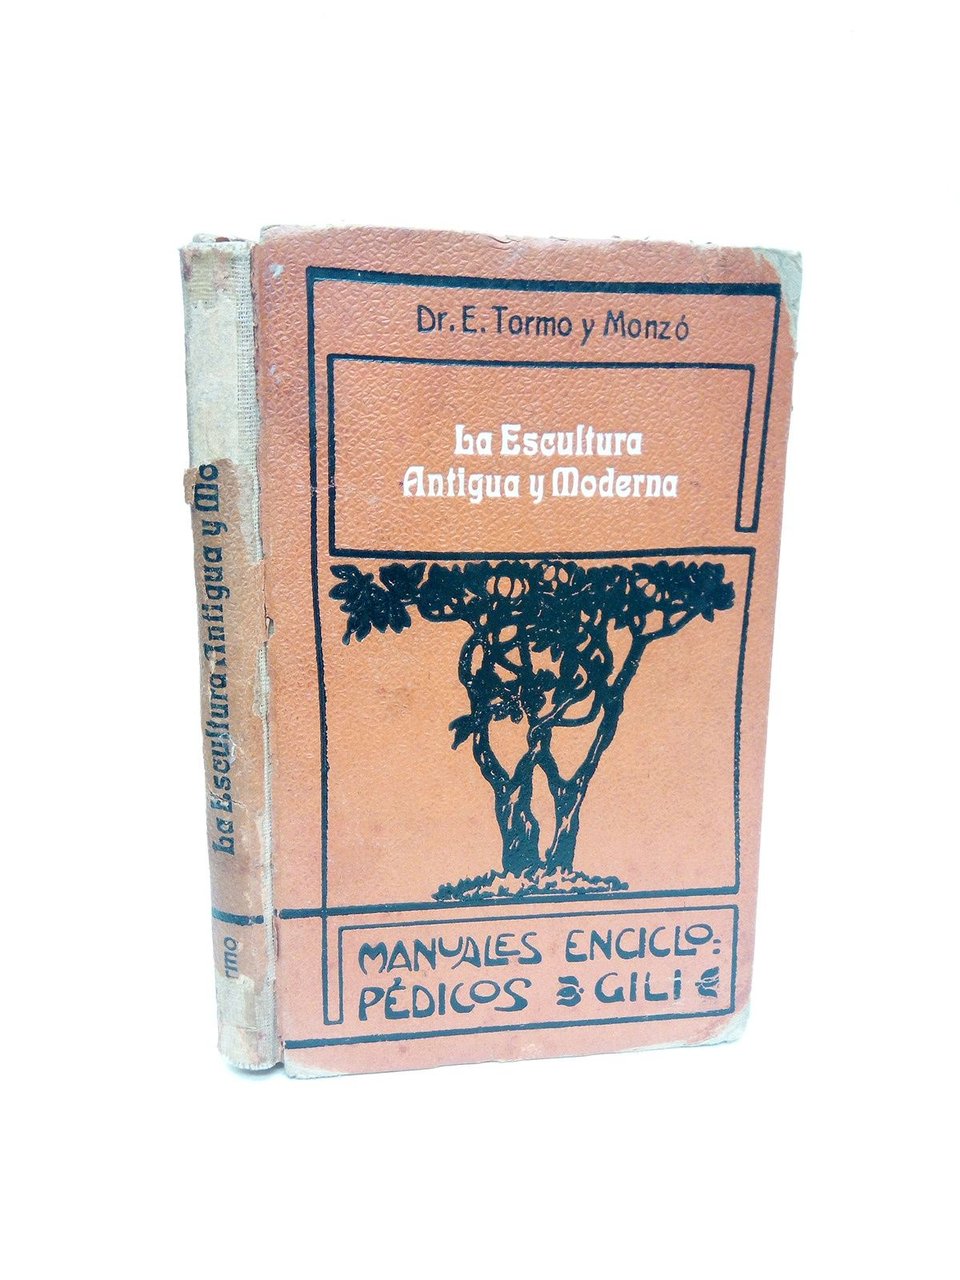 Dr. E. Tormo y Monzó
La Escultura
Antigua y Moderna
MANUALES ENCICLO=
PÉDICOS GILI
La Escultura Antigua y Mo
rmo